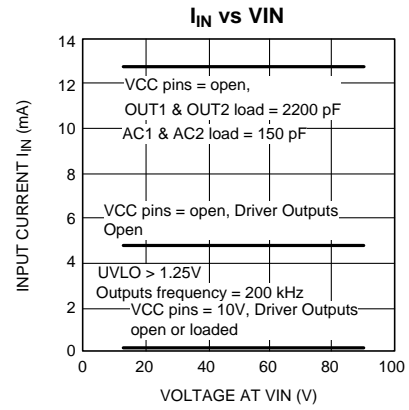 I_IN vs VIN
14
12
10
8
6
4
2
0
INPUT CURRENT I_IN (mA)
VCC pins = open,
OUT1 & OUT2 load = 2200 pF
AC1 & AC2 load = 150 pF
VCC pins = open, Driver Outputs
Open
UVLO > 1.25V
Outputs frequency = 200 kHz
VCC pins = 10V, Driver Outputs
open or loaded
0 20 40 60 80 100
VOLTAGE AT VIN (V)